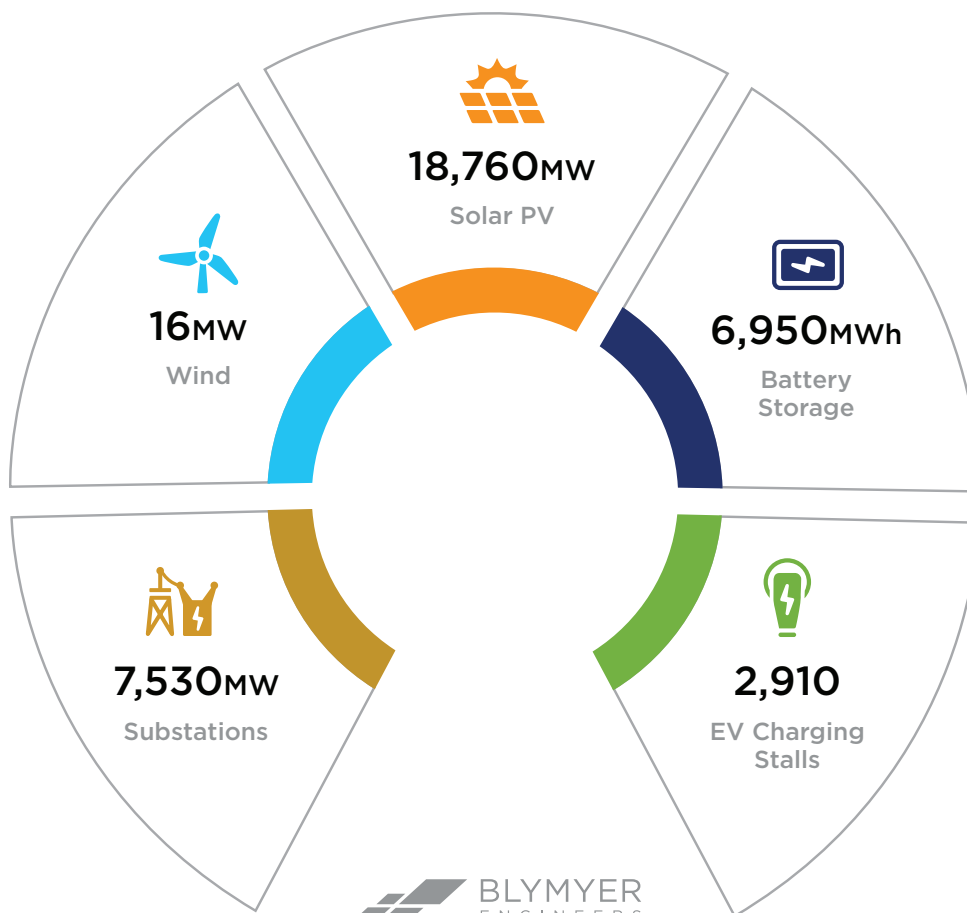 18,760MW
Solar PV
16MW
Wind
6,950MWh
Battery
Storage
7,530MW
Substations
2,910
EV Charging
Stalls
BLYMYER
ENGINEERS